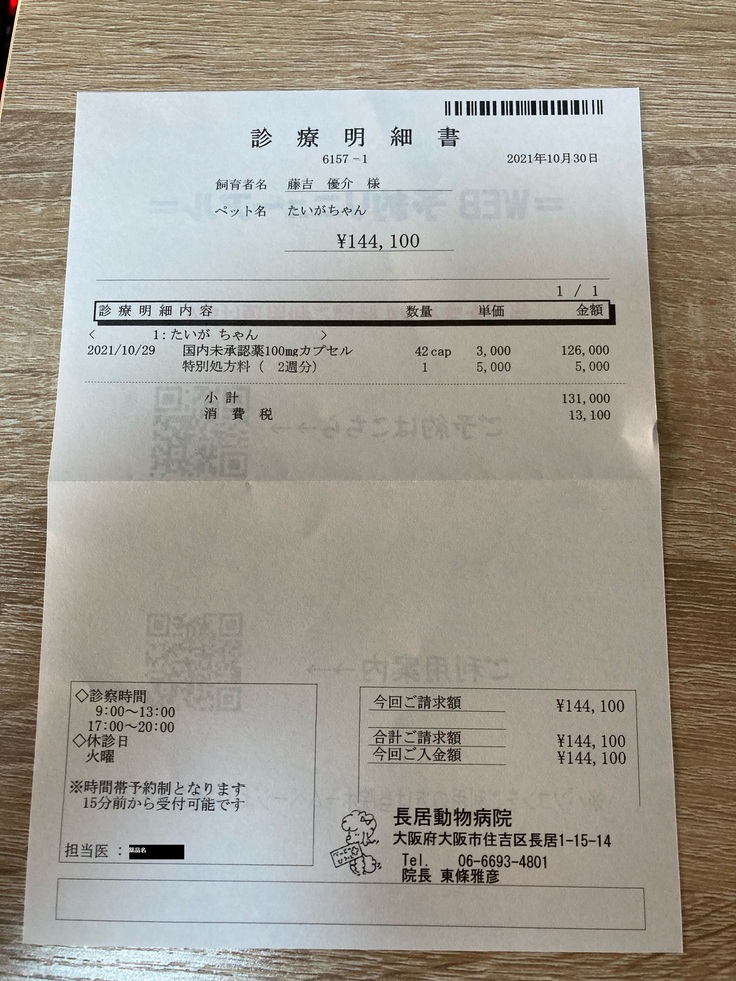 診療明細書
6157-1
2021年10月30日
飼育者名 藤吉 優介 様
ペット名 たいがちゃん
¥144,100
1 / 1
診療明細内容 数量 単価 金額
< 1:たいが ちゃん >
2021/10/29 国内未承認薬100mgカプセル 42cap 3,000 126,000
特別処方料( 2週分) 1 5,000 5,000
小計 131,000
消費税 13,100
◇診察時間
9:00〜13:00
17:00〜20:00
◇休診日
火曜
※時間帯予約制となります
15分前から受付可能です
担当医 : 薬品名
今回ご請求額 ¥144,100
合計ご請求額 ¥144,100
今回ご入金額 ¥144,100
長居動物病院
大阪府大阪市住吉区長居1-15-14
Tel. 06-6693-4801
院長 東條雅彦